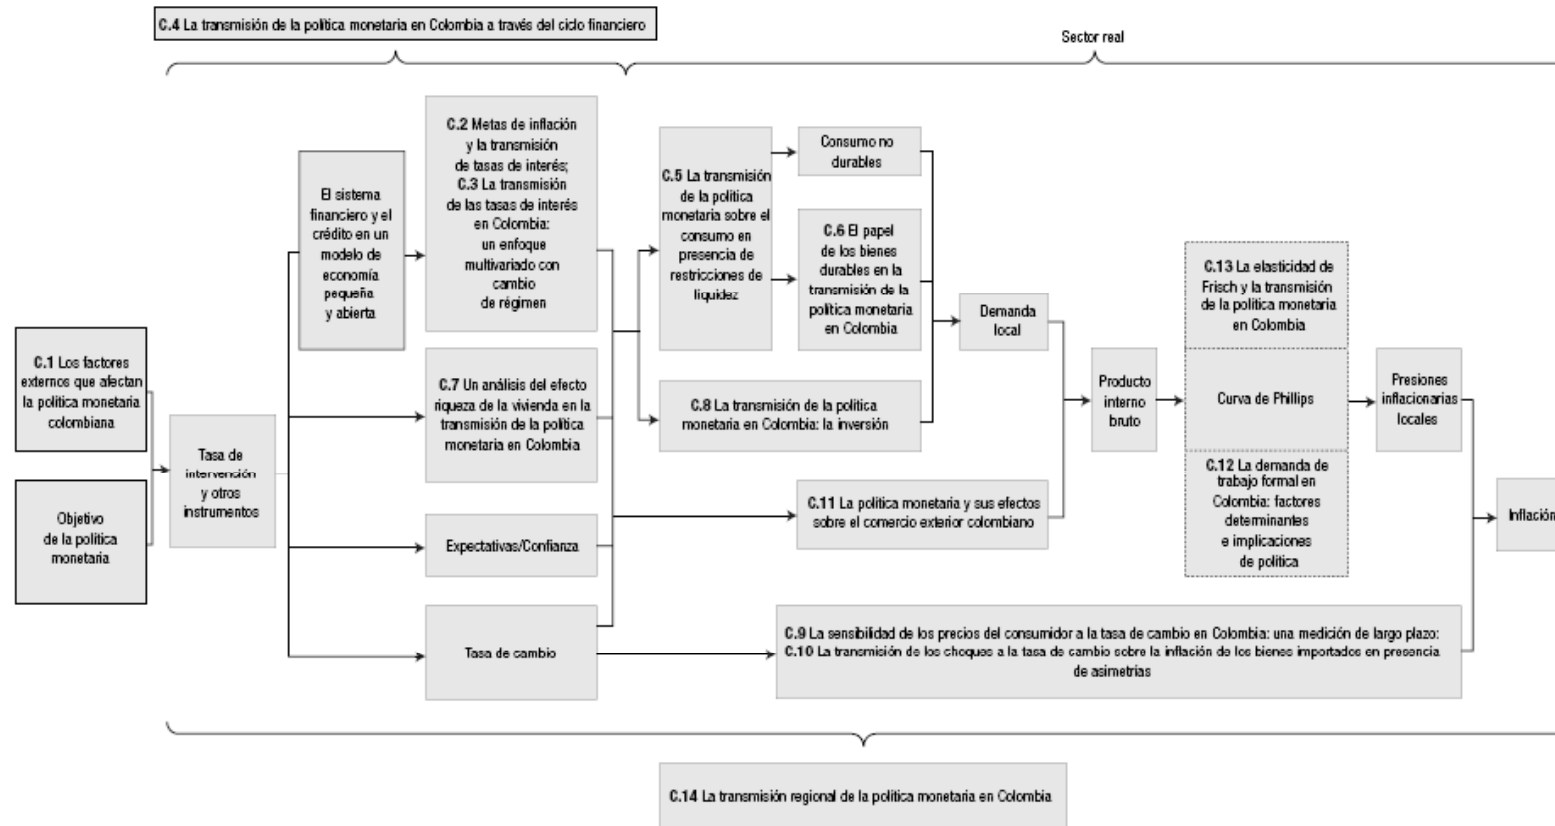 C.4 La transmisión de la política monetaria en Colombia a través del ciclo financiero
Sector real
C.1 Los factores
externos que afectan
la política monetaria
colombiana
Objetivo
de la política
monetaria
Tasa de
intervención
y otros
instrumentos
El sistema
financiero y el
crédito en un
modelo de
economía
pequeña
y abierta
C.2 Metas de inflación
y la transmisión
de tasas de interés;
C.3 La transmisión
de las tasas de interés
en Colombia:
un enfoque
multivariado con
cambio
de régimen
C.7 Un análisis del efecto
riqueza de la vivienda en la
transmisión de la política
monetaria en Colombia
Expectativas/Confianza
Tasa de cambio
C.5 La transmisión
de la política
monetaria sobre el
consumo en
presencia de
restricciones de
liquidez
Consumo no
durables
C.6 El papel
de los bienes
durables en la
transmisión de la
política monetaria
en Colombia
C.8 La transmisión de la política
monetaria en Colombia: la inversión
C.11 La política monetaria y sus efectos
sobre el comercio exterior colombiano
Demanda
local
Producto
interno
bruto
C.13 La elasticidad de
Frisch y la transmisión
de la política monetaria
en Colombia
Curva de Phillips
C.12 La demanda de
trabajo formal en
Colombia: factores
determinantes
e implicaciones
de política
Presiones
inflacionarias
locales
Inflación
C.9 La sensibilidad de los precios del consumidor a la tasa de cambio en Colombia: una medición de largo plazo:
C.10 La transmisión de los choques a la tasa de cambio sobre la inflación de los bienes importados en presencia
de asimetrías
C.14 La transmisión regional de la política monetaria en Colombia